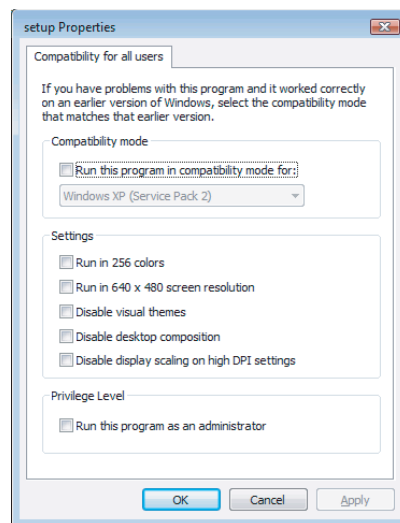 setup Properties
Compatibility for all users
If you have problems with this program and it worked correctly
on an earlier version of Windows, select the compatibility mode
that matches that earlier version.
Compatibility mode
Run this program in compatibility mode for:
Windows XP (Service Pack 2)
Settings
Run in 256 colors
Run in 640 x 480 screen resolution
Disable visual themes
Disable desktop composition
Disable display scaling on high DPI settings
Privilege Level
Run this program as an administrator
OK Cancel Apply